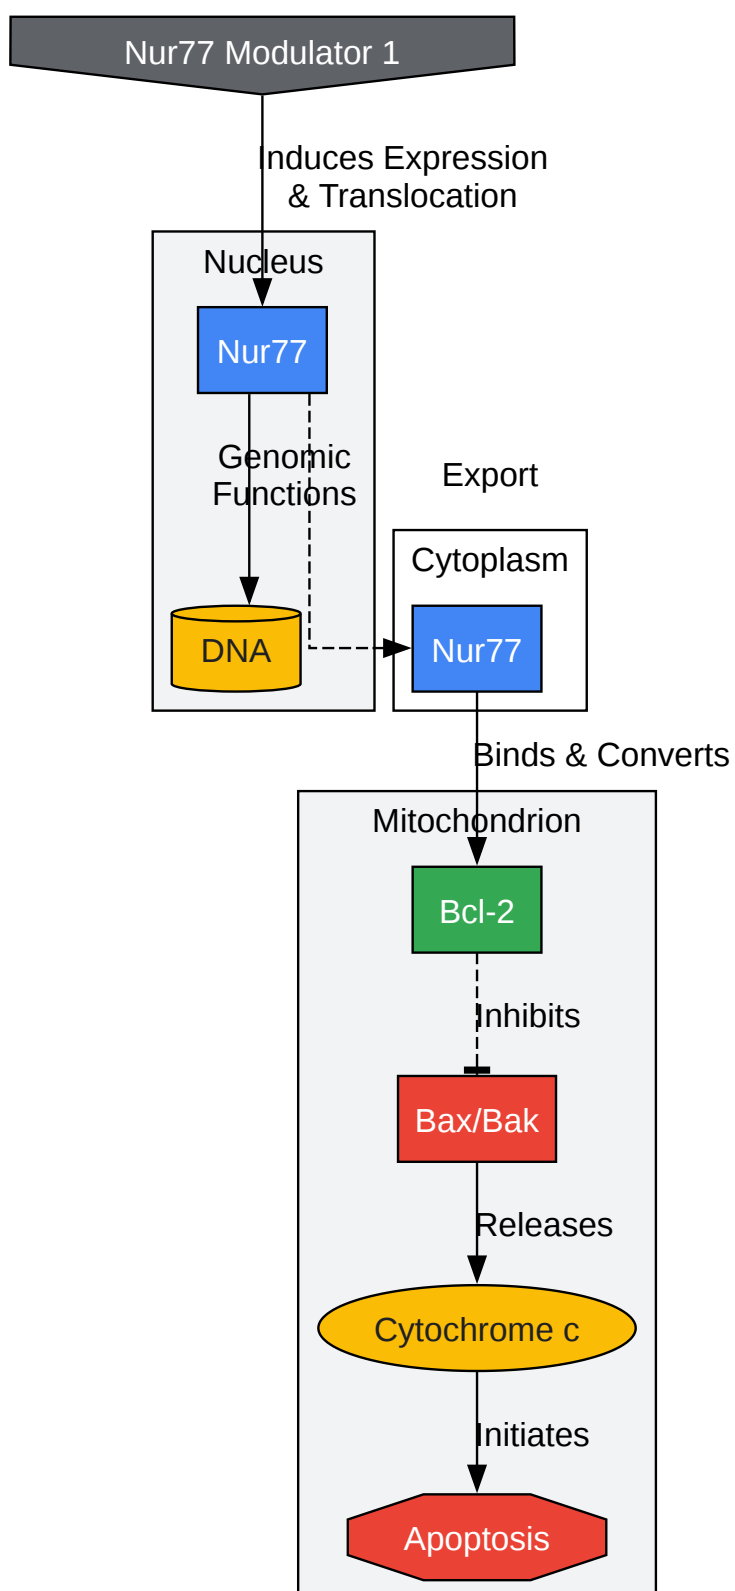 Nur77 Modulator 1
Induces Expression
& Translocation
Nucleus
Nur77
Genomic
Functions
Export
Cytoplasm
DNA
Nur77
Binds & Converts
Mitochondrion
Bcl-2
Inhibits
Bax/Bak
Releases
Cytochrome c
Initiates
Apoptosis